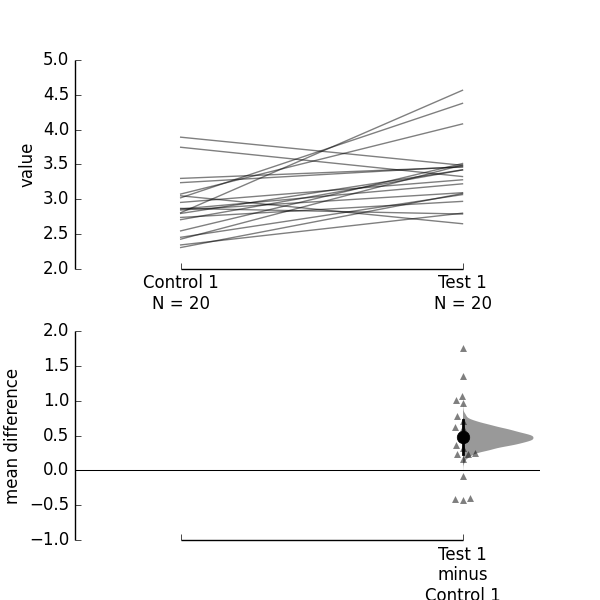 5.0
4.5
4.0
3.5
3.0
2.5
2.0
value
Control 1
N = 20
Test 1
N = 20
2.0
1.5
1.0
0.5
0.0
−0.5
−1.0
mean difference
Test 1
minus
Control 1